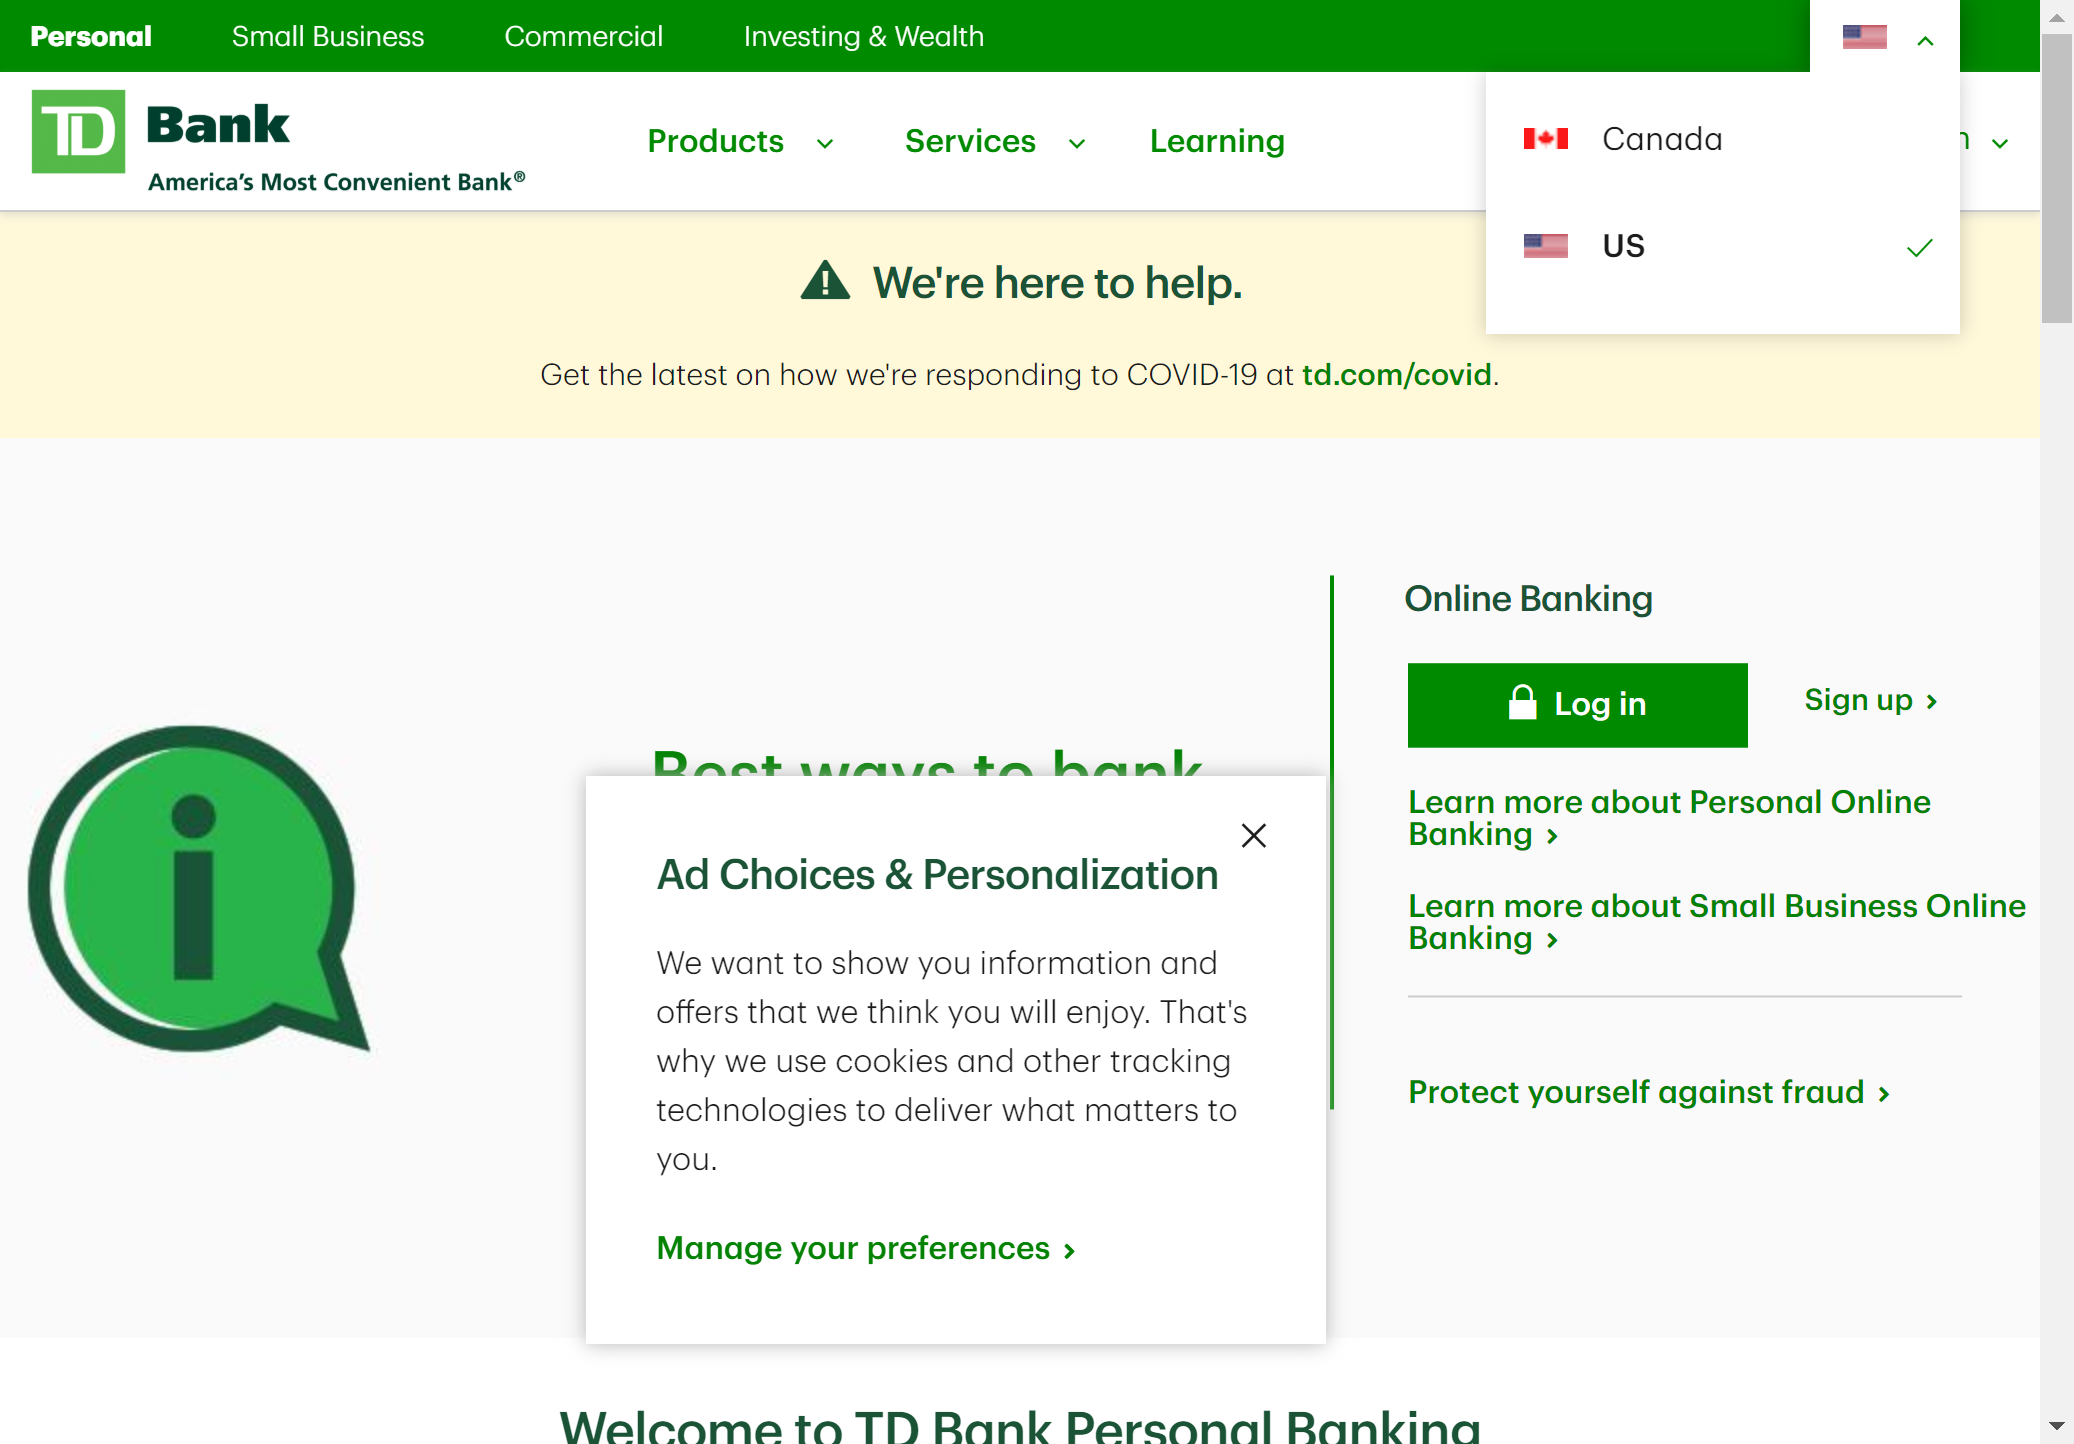 Personal Small Business Commercial Investing & Wealth
TD Bank
America's Most Convenient Bank®
Products Services Learning
Canada
US
We're here to help.
Get the latest on how we're responding to COVID-19 at td.com/covid.
Online Banking
Log in
Sign up ›
Learn more about Personal Online
Banking ›
Learn more about Small Business Online
Banking ›
Protect yourself against fraud ›
i
Best ways to bank
Ad Choices & Personalization
We want to show you information and
offers that we think you will enjoy. That's
why we use cookies and other tracking
technologies to deliver what matters to
you.
Manage your preferences ›
Welcome to TD Bank Personal Banking